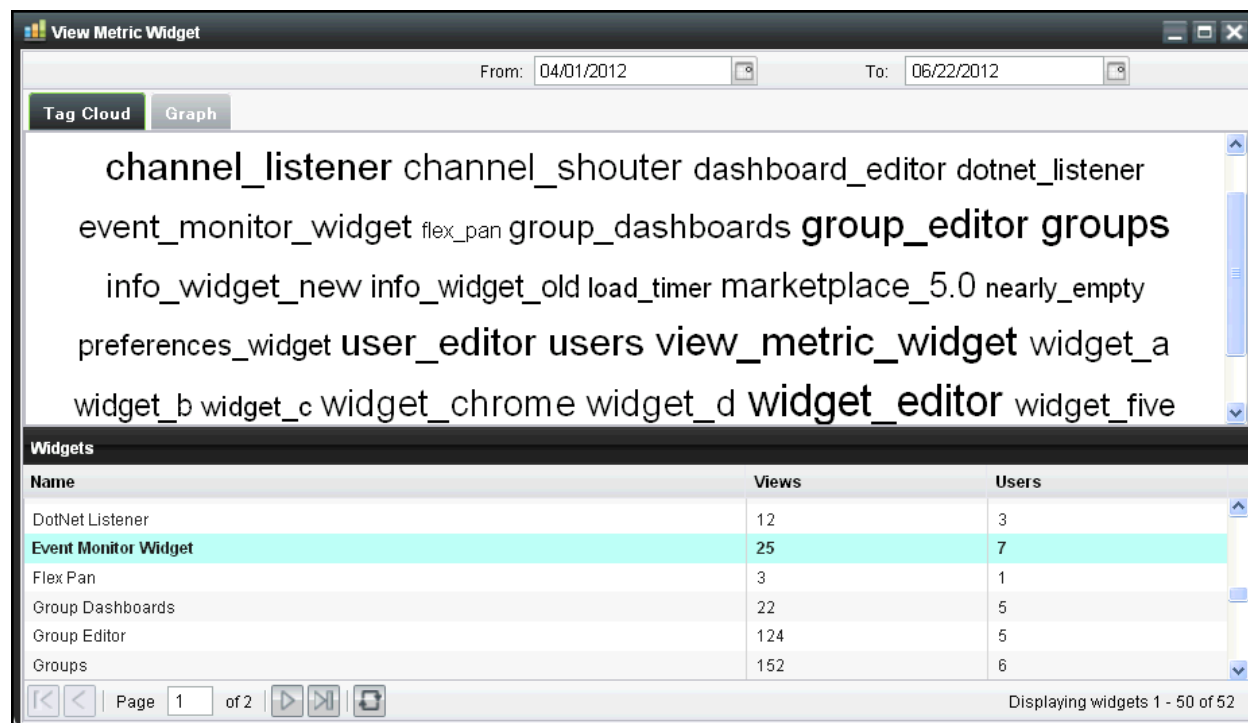 View Metric Widget
From: 04/01/2012 To: 06/22/2012
Tag Cloud Graph
channel_listener channel_shouter dashboard_editor dotnet_listener
event_monitor_widget flex_pan group_dashboards group_editor groups
info_widget_new info_widget_old load_timer marketplace_5.0 nearly_empty
preferences_widget user_editor users view_metric_widget widget_a
widget_b widget_c widget_chrome widget_d widget_editor widget_five
Widgets
Name Views Users
DotNet Listener 12 3
Event Monitor Widget 25 7
Flex Pan 3 1
Group Dashboards 22 5
Group Editor 124 5
Groups 152 6
Page 1 of 2 Displaying widgets 1 - 50 of 52